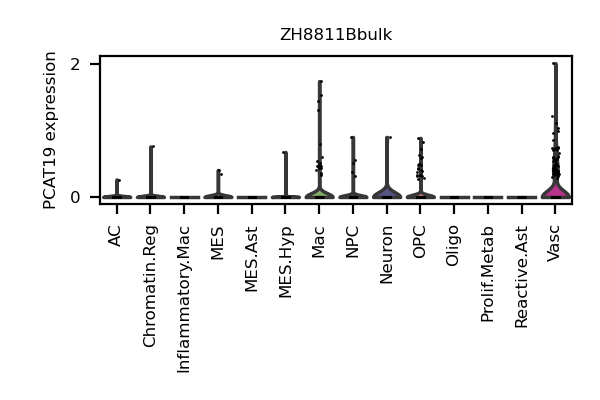 ZH8811Bbulk
PCAT19 expression
2
0
AC
Chromatin.Reg
Inflammatory.Mac
MES
MES.Ast
MES.Hyp
Mac
NPC
Neuron
OPC
Oligo
Prolif.Metab
Reactive.Ast
Vasc